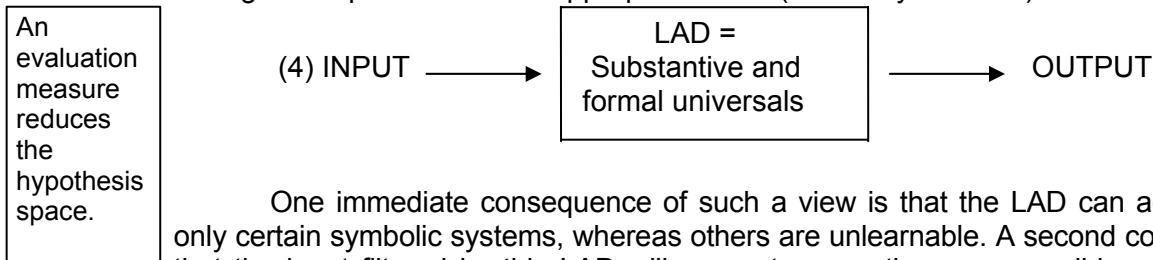 An
evaluation
measure
reduces
the
hypothesis
space.
(4) INPUT
LAD =
Substantive and
formal universals
OUTPUT
One immediate consequence of such a view is that the LAD can
only certain symbolic systems, whereas others are unlearnable. A second